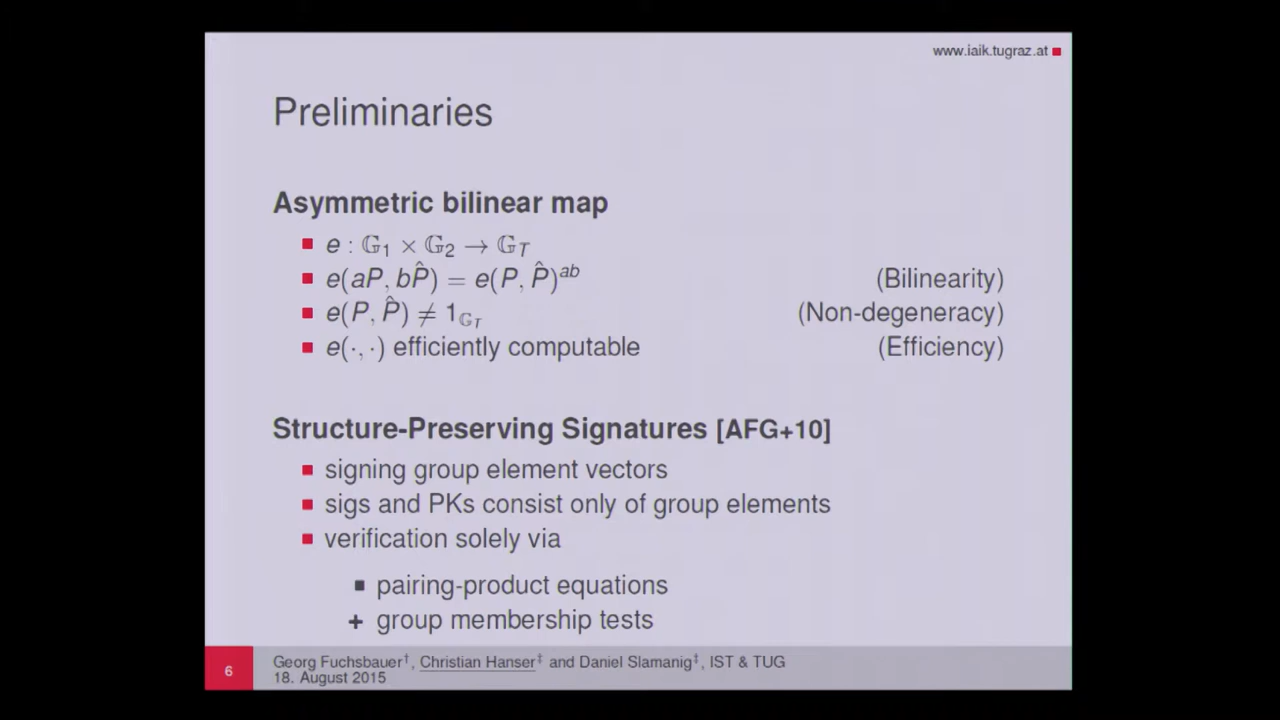 www.iaik.tugraz.at
Preliminaries
Asymmetric bilinear map
e : 𝔾₁ × 𝔾₂ → 𝔾_T
e(aP, bP̂) = e(P, P̂)^{ab} (Bilinearity)
e(P, P̂) ≠ 1_{𝔾_T} (Non-degeneracy)
e(·, ·) efficiently computable (Efficiency)
Structure-Preserving Signatures [AFG+10]
signing group element vectors
sigs and PKs consist only of group elements
verification solely via
pairing-product equations
+ group membership tests
6
Georg Fuchsbauer†, Christian Hanser‡ and Daniel Slamanig‡, IST & TUG
18. August 2015